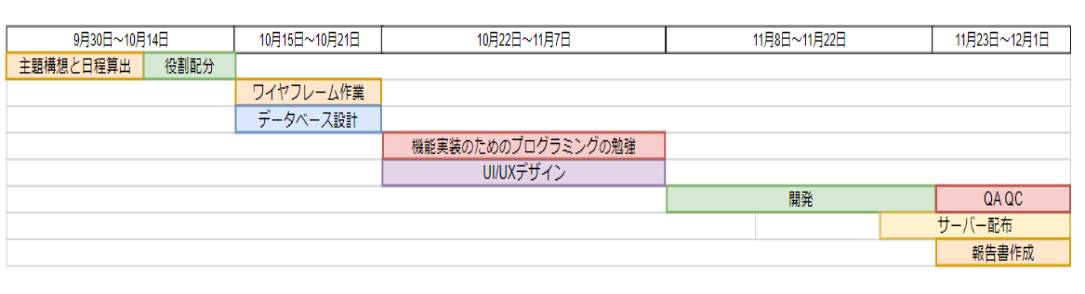 9月30日～10月14日 10月15日～10月21日 10月22日～11月7日 11月8日～11月22日 11月23日～12月1日
主題構想と日程算出 役割配分
ワイヤフレーム作業
データベース設計
機能実装のためのプログラミングの勉強
UI/UXデザイン
開発 QA QC
サーバー配布
報告書作成